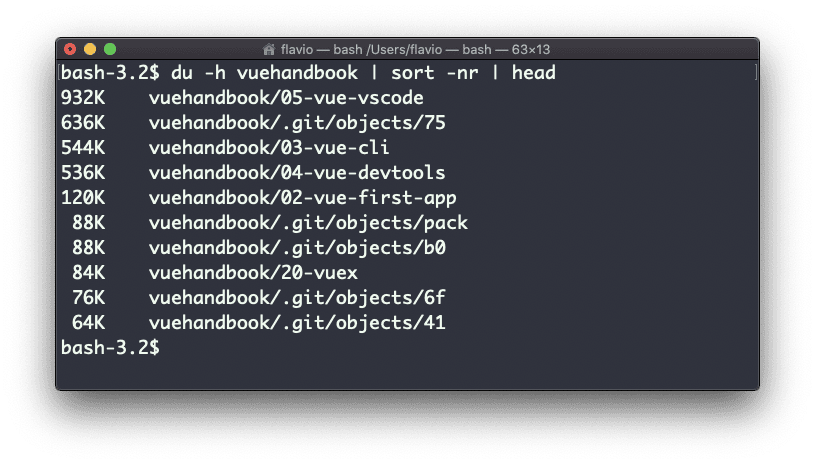 flavio — bash /Users/flavio — bash — 63×13
bash-3.2$ du -h vuehandbook | sort -nr | head
932K    vuehandbook/05-vue-vscode
636K    vuehandbook/.git/objects/75
544K    vuehandbook/03-vue-cli
536K    vuehandbook/04-vue-devtools
120K    vuehandbook/02-vue-first-app
 88K    vuehandbook/.git/objects/pack
 88K    vuehandbook/.git/objects/b0
 84K    vuehandbook/20-vuex
 76K    vuehandbook/.git/objects/6f
 64K    vuehandbook/.git/objects/41
bash-3.2$